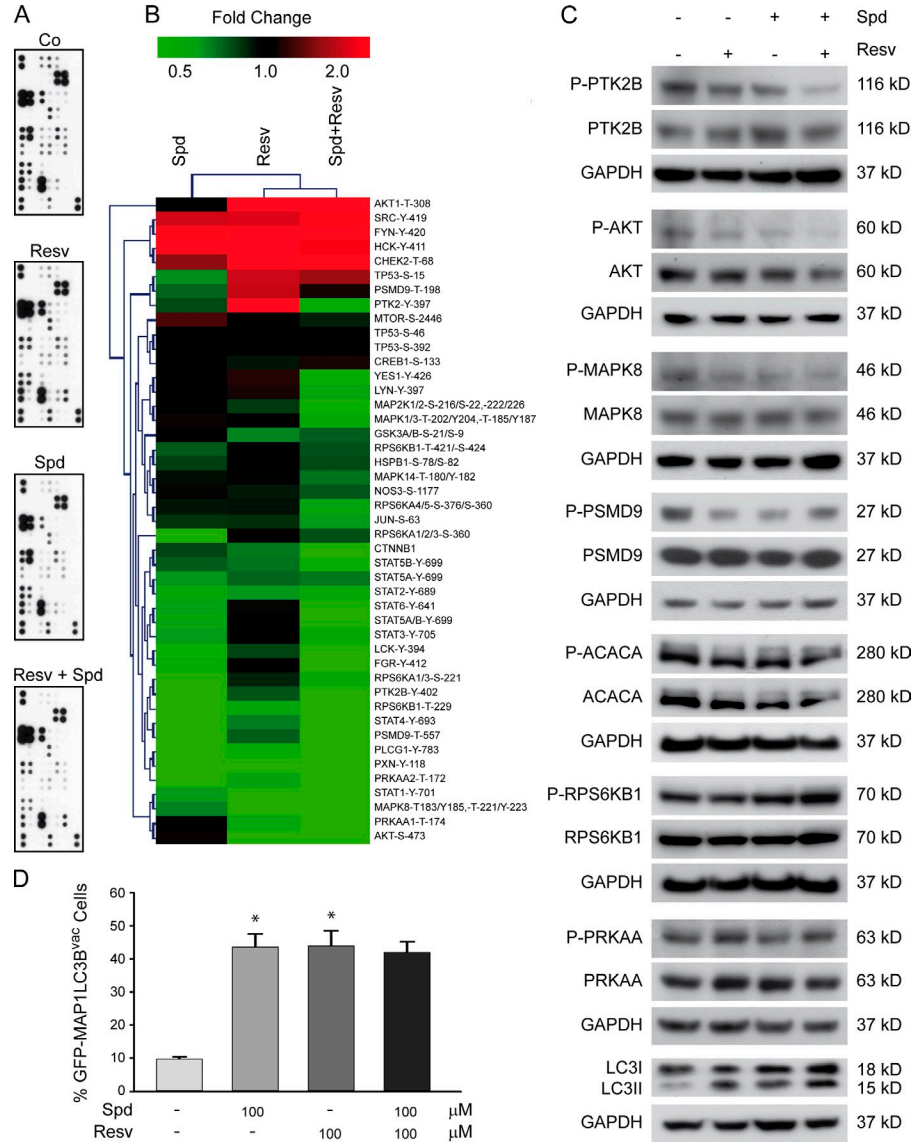 A
Co
Resv
Spd
Resv + Spd
B
Fold Change
0.5 1.0 2.0
Spd Resv Spd+Resv
AKT1-T-308
SRC-Y-419
FYN-Y-420
HCK-Y-411
CHEK2-T-68
TP53-S-15
PSMD9-T-198
PTK2-Y-397
MTOR-S-2446
TP53-S-46
TP53-S-392
CREB1-S-133
YES1-Y-426
LYN-Y-397
MAP2K1/2-S-216/S-22,-222/226
MAPK1/3-T-202/Y204,-T-185/Y187
GSK3A/B-S-21/S-9
RPS6KB1-T-421/-S-424
HSPB1-S-78/S-82
MAPK14-T-180/Y-182
NOS3-S-1177
RPS6KA4/5-S-376/S-360
JUN-S-63
RPS6KA1/2/3-S-360
CTNNB1
STAT5B-Y-699
STAT5A-Y-699
STAT2-Y-689
STAT6-Y-641
STAT5A/B-Y-699
STAT3-Y-705
LCK-Y-394
FGR-Y-412
RPS6KA1/3-S-221
PTK2B-Y-402
RPS6KB1-T-229
STAT4-Y-693
PSMD9-T-557
PLCG1-Y-783
PXN-Y-118
PRKAA2-T-172
STAT1-Y-701
MAPK8-T183/Y185,-T-221/Y-223
PRKAA1-T-174
AKT-S-473
C
- - + + Spd
- + - + Resv
P-PTK2B 116 kD
PTK2B 116 kD
GAPDH 37 kD
P-AKT 60 kD
AKT 60 kD
GAPDH 37 kD
P-MAPK8 46 kD
MAPK8 46 kD
GAPDH 37 kD
P-PSMD9 27 kD
PSMD9 27 kD
GAPDH 37 kD
P-ACACA 280 kD
ACACA 280 kD
GAPDH 37 kD
P-RPS6KB1 70 kD
RPS6KB1 70 kD
GAPDH 37 kD
P-PRKAA 63 kD
PRKAA 63 kD
GAPDH 37 kD
LC3I 18 kD
LC3II 15 kD
GAPDH 37 kD
D
% GFP-MAP1LC3Bvac Cells
60
50
40
30
20
10
0
* *
Spd - 100 - 100 µM
Resv - - 100 100 µM